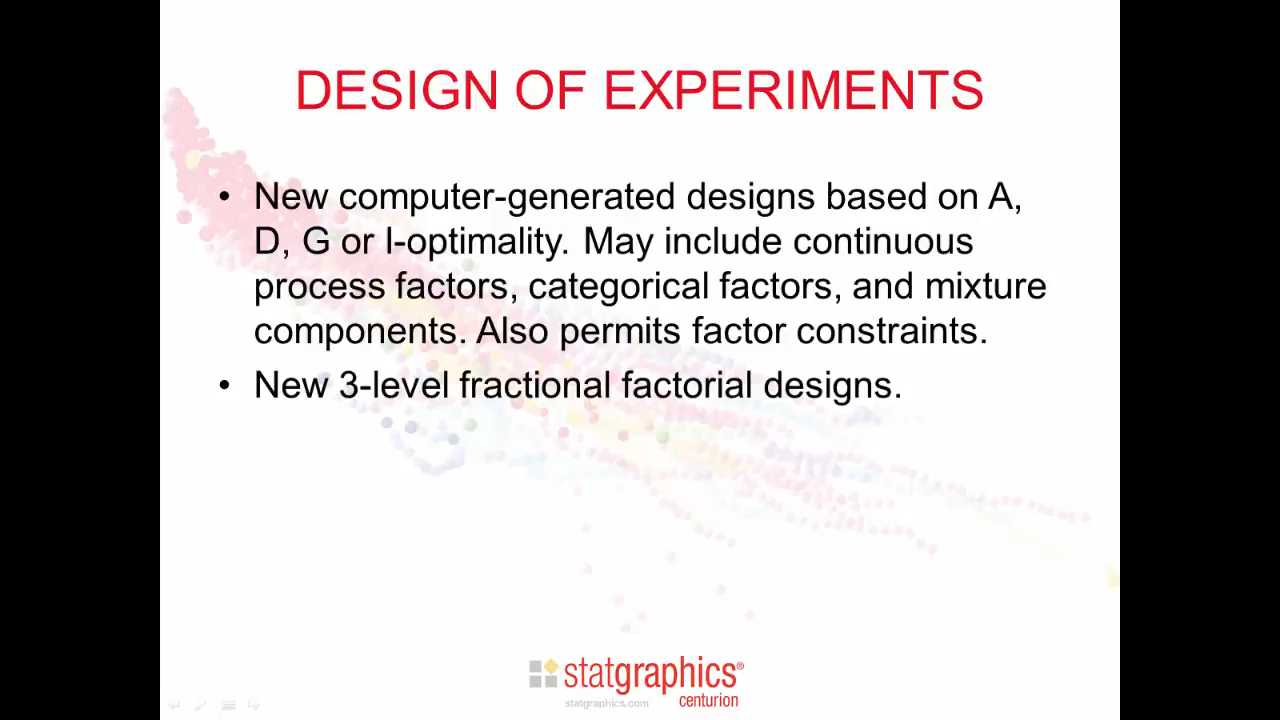 DESIGN OF EXPERIMENTS
• New computer-generated designs based on A,
D, G or I-optimality. May include continuous
process factors, categorical factors, and mixture
components. Also permits factor constraints.
• New 3-level fractional factorial designs.
statgraphics®
centurion
statgraphics.com